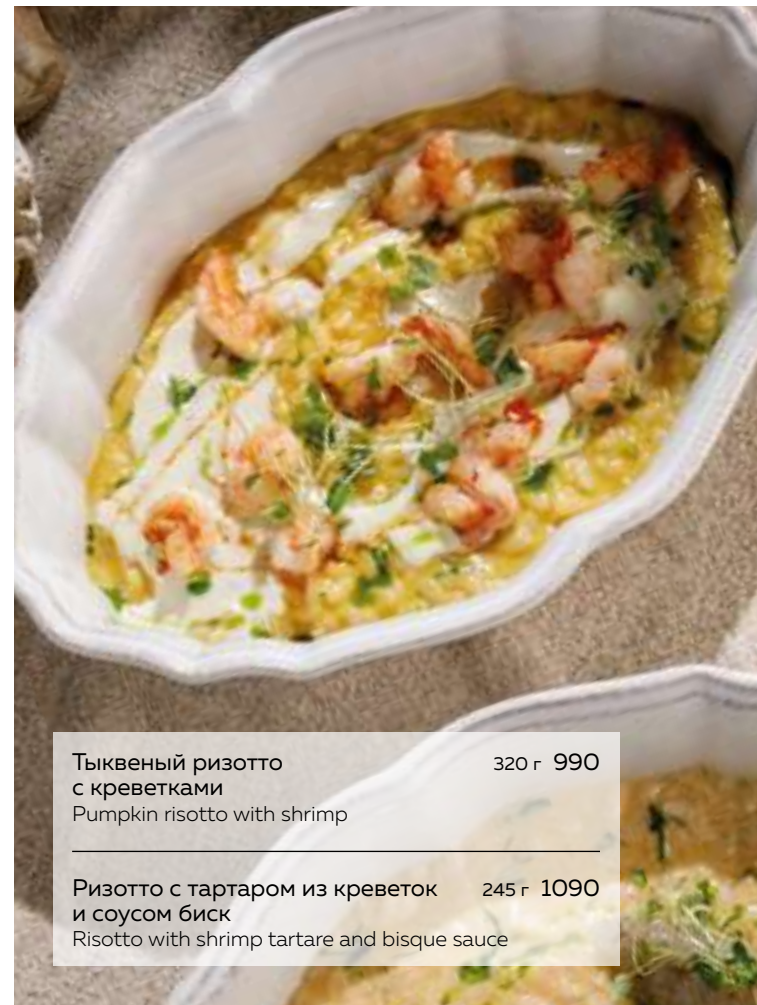 Тыквеный ризотто 320 г 990
с креветками
Pumpkin risotto with shrimp
Ризотто с тартаром из креветок 245 г 1090
и соусом биск
Risotto with shrimp tartare and bisque sauce